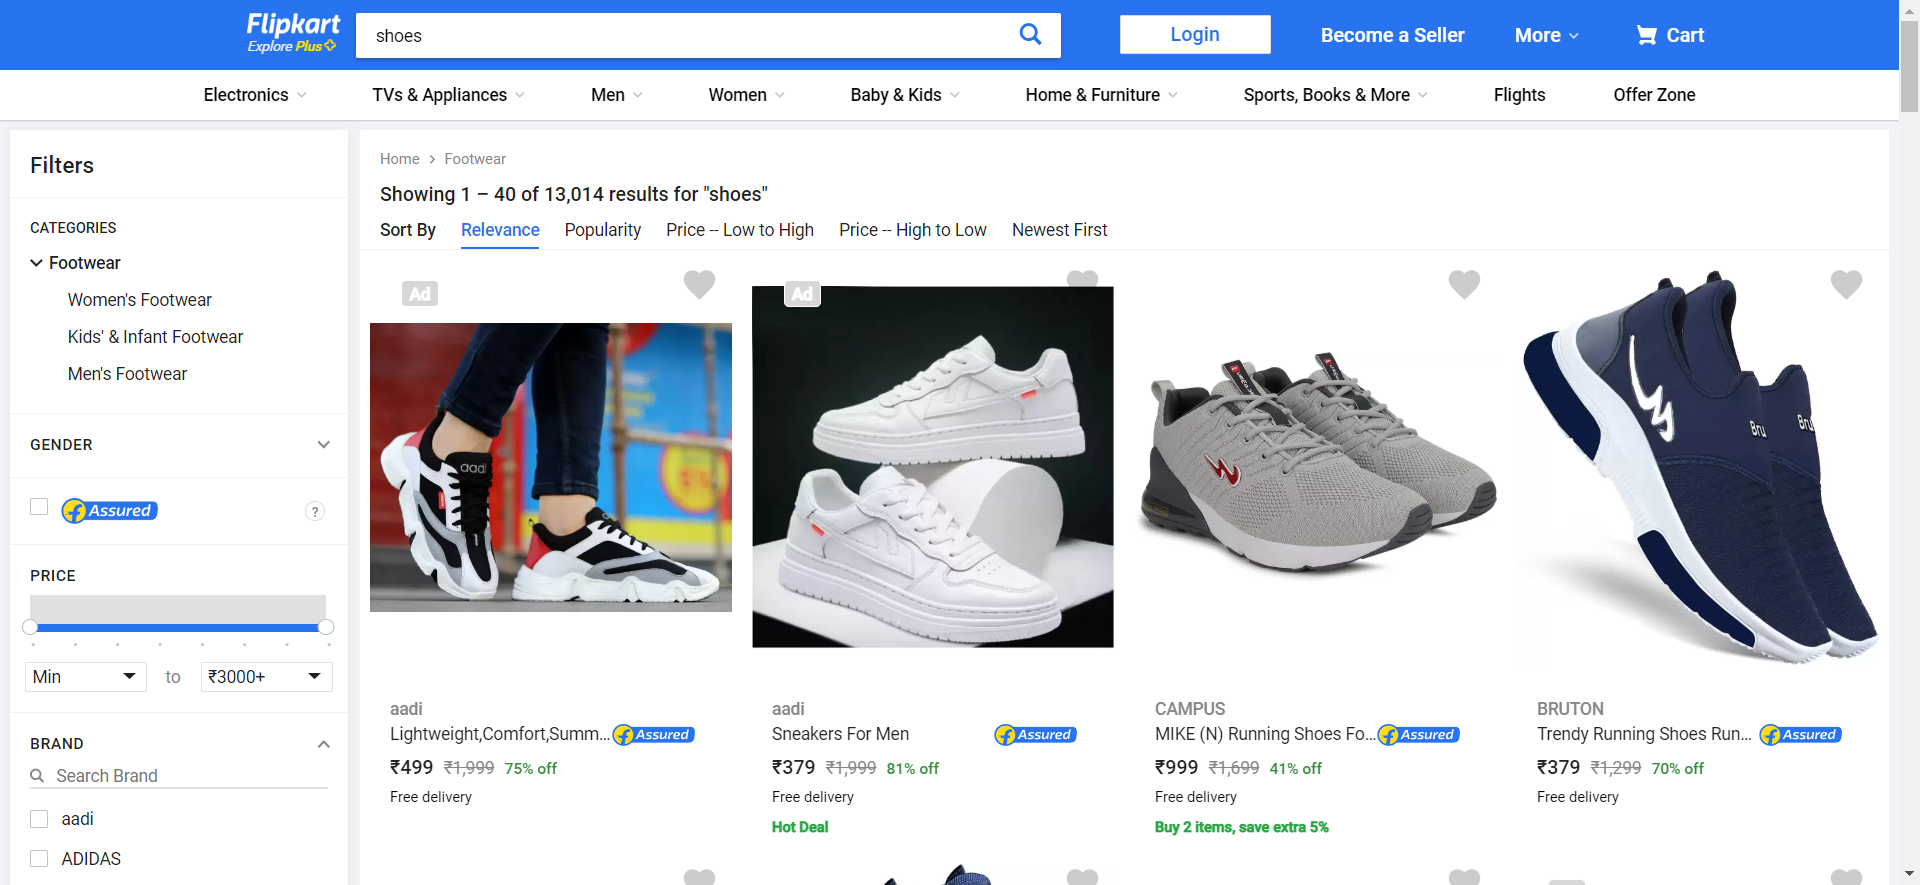 Flipkart
Explore Plus
shoes
Login
Become a Seller
More
Cart
Electronics
TVs & Appliances
Men
Women
Baby & Kids
Home & Furniture
Sports, Books & More
Flights
Offer Zone
Filters
CATEGORIES
Footwear
Women's Footwear
Kids' & Infant Footwear
Men's Footwear
GENDER
Assured
?
PRICE
Min
to
₹3000+
BRAND
Search Brand
aadi
ADIDAS
Home
Footwear
Showing 1 – 40 of 13,014 results for "shoes"
Sort By
Relevance
Popularity
Price -- Low to High
Price -- High to Low
Newest First
Ad
aadi
aadi
Lightweight,Comfort,Summ...
Assured
₹499 ₹1,999 75% off
Free delivery
Ad
aadi
Sneakers For Men
Assured
₹379 ₹1,999 81% off
Free delivery
Hot Deal
CAMPUS
MIKE (N) Running Shoes Fo...
Assured
₹999 ₹1,699 41% off
Free delivery
Buy 2 items, save extra 5%
Bru
Bru
BRUTON
Trendy Running Shoes Run...
Assured
₹379 ₹1,299 70% off
Free delivery